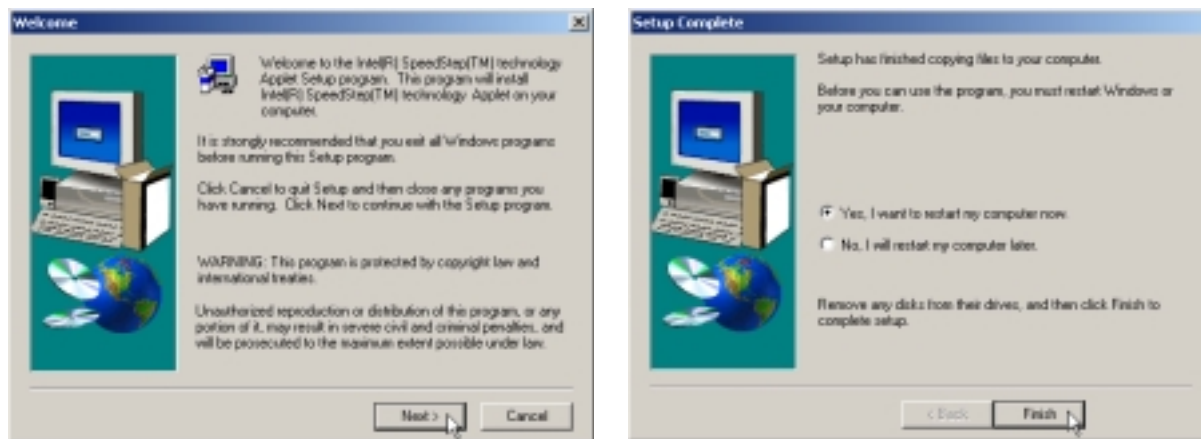 Welcome
Welcome to the Intel(R) SpeedStep(TM) technology
Applet Setup program. This program will install
Intel(R) SpeedStep(TM) technology Applet on your
computer.
It is strongly recommended that you exit all Windows programs
before running this Setup program.
Click Cancel to quit Setup and then close any programs you
have running. Click Next to continue with the Setup program.
WARNING: This program is protected by copyright law and
international treaties.
Unauthorized reproduction or distribution of this program, or any
portion of it, may result in severe civil and criminal penalties, and
will be prosecuted to the maximum extent possible under law.
Next >
Cancel
Setup Complete
Setup has finished copying files to your computer.
Before you can use the program, you must restart Windows or
your computer.
Yes, I want to restart my computer now.
No, I will restart my computer later.
Remove any disks from their drives, and then click Finish to
complete setup.
< Back
Finish